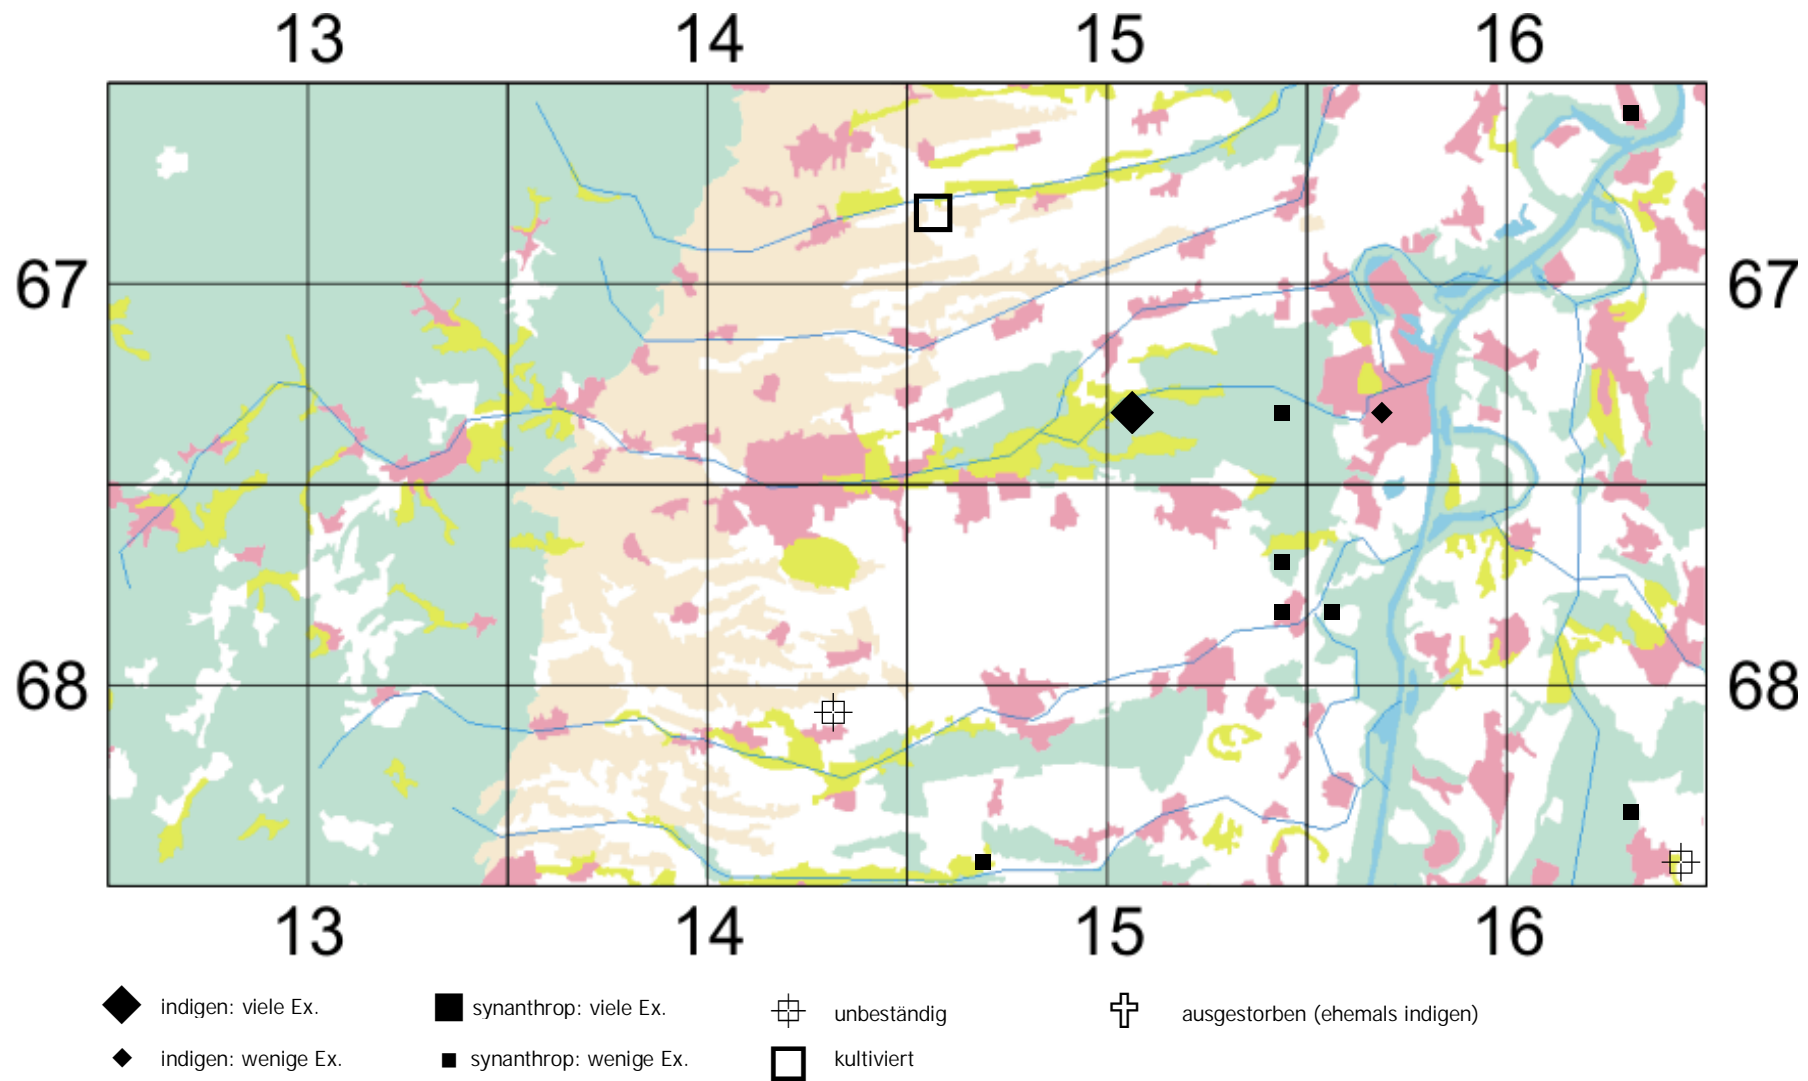 13 14 15 16
67 67
68 68
13 14 15 16
indigen: viele Ex. synanthrop: viele Ex. unbeständig ausgestorben (ehemals indigen)
indigen: wenige Ex. synanthrop: wenige Ex. kultiviert